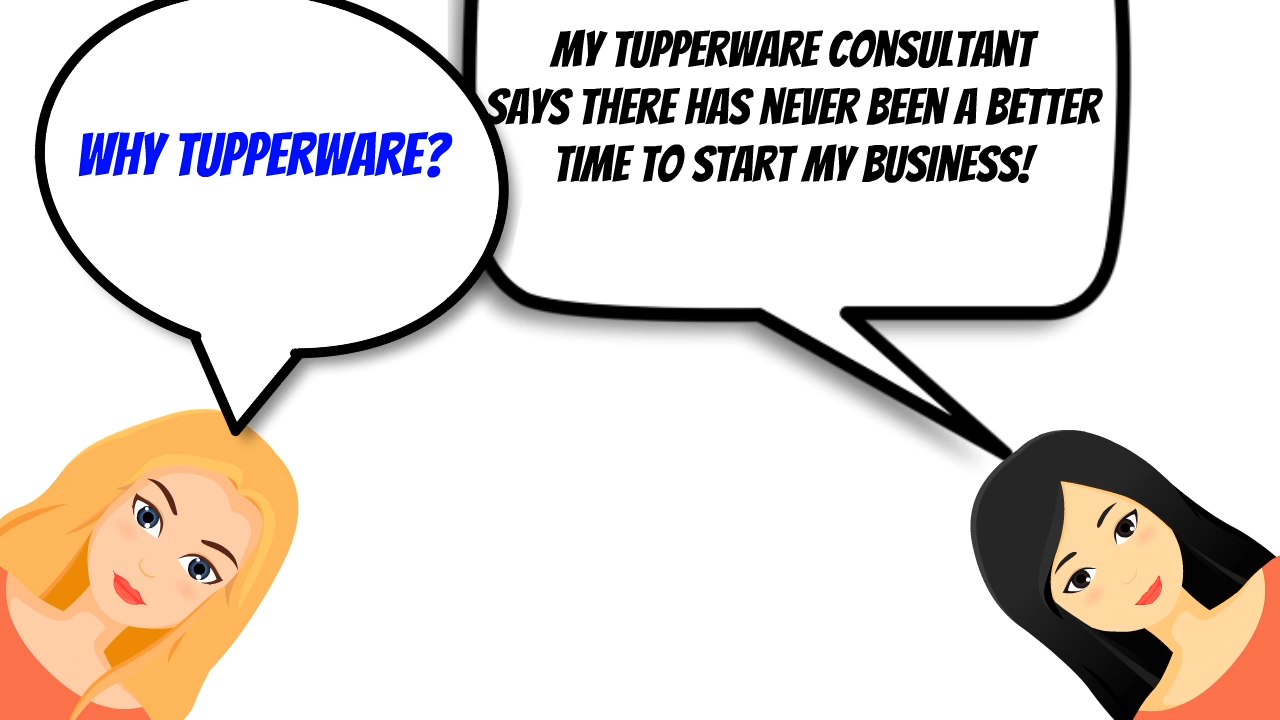 WHY TUPPERWARE?
MY TUPPERWARE CONSULTANT
SAYS THERE HAS NEVER BEEN A BETTER
TIME TO START MY BUSINESS!